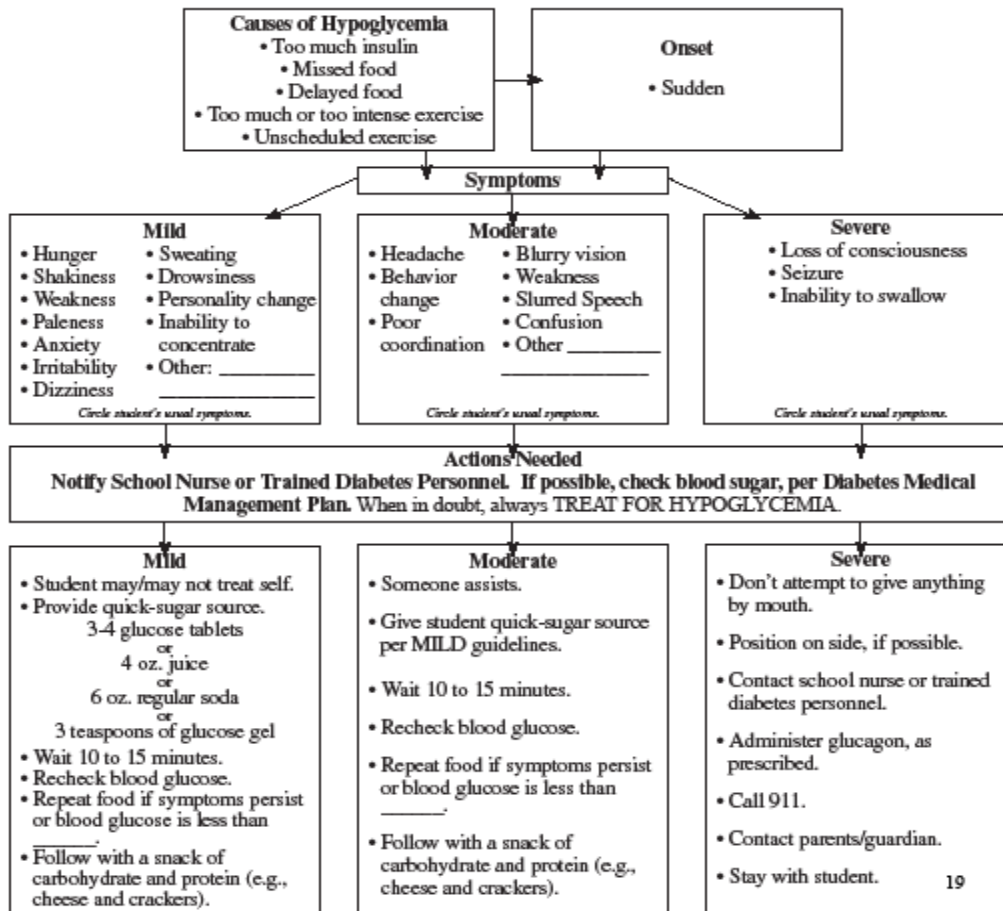 Causes of Hypoglycemia
• Too much insulin
• Missed food
• Delayed food
• Too much or too intense exercise
• Unscheduled exercise
Onset
• Sudden
Symptoms
Mild
• Hunger
• Shakiness
• Weakness
• Paleness
• Anxiety
• Irritability
• Dizziness
• Sweating
• Drowsiness
• Personality change
• Inability to
concentrate
• Other: __________
________________
Circle student's usual symptoms.
Moderate
• Headache
• Behavior
change
• Poor
coordination
• Blurry vision
• Weakness
• Slurred Speech
• Confusion
• Other __________
_______________
Circle student's usual symptoms.
Severe
• Loss of consciousness
• Seizure
• Inability to swallow
Circle student's usual symptoms.
Actions Needed
Notify School Nurse or Trained Diabetes Personnel. If possible, check blood sugar, per Diabetes Medical
Management Plan. When in doubt, always TREAT FOR HYPOGLYCEMIA.
Mild
• Student may/may not treat self.
• Provide quick-sugar source.
3-4 glucose tablets
or
4 oz. juice
or
6 oz. regular soda
or
3 teaspoons of glucose gel
• Wait 10 to 15 minutes.
• Recheck blood glucose.
• Repeat food if symptoms persist
or blood glucose is less than
______.
• Follow with a snack of
carbohydrate and protein (e.g.,
cheese and crackers).
Moderate
• Someone assists.
• Give student quick-sugar source
per MILD guidelines.
• Wait 10 to 15 minutes.
• Recheck blood glucose.
• Repeat food if symptoms persist
or blood glucose is less than
______.
• Follow with a snack of
carbohydrate and protein (e.g.,
cheese and crackers).
Severe
• Don't attempt to give anything
by mouth.
• Position on side, if possible.
• Contact school nurse or trained
diabetes personnel.
• Administer glucagon, as
prescribed.
• Call 911.
• Contact parents/guardian.
• Stay with student.
19